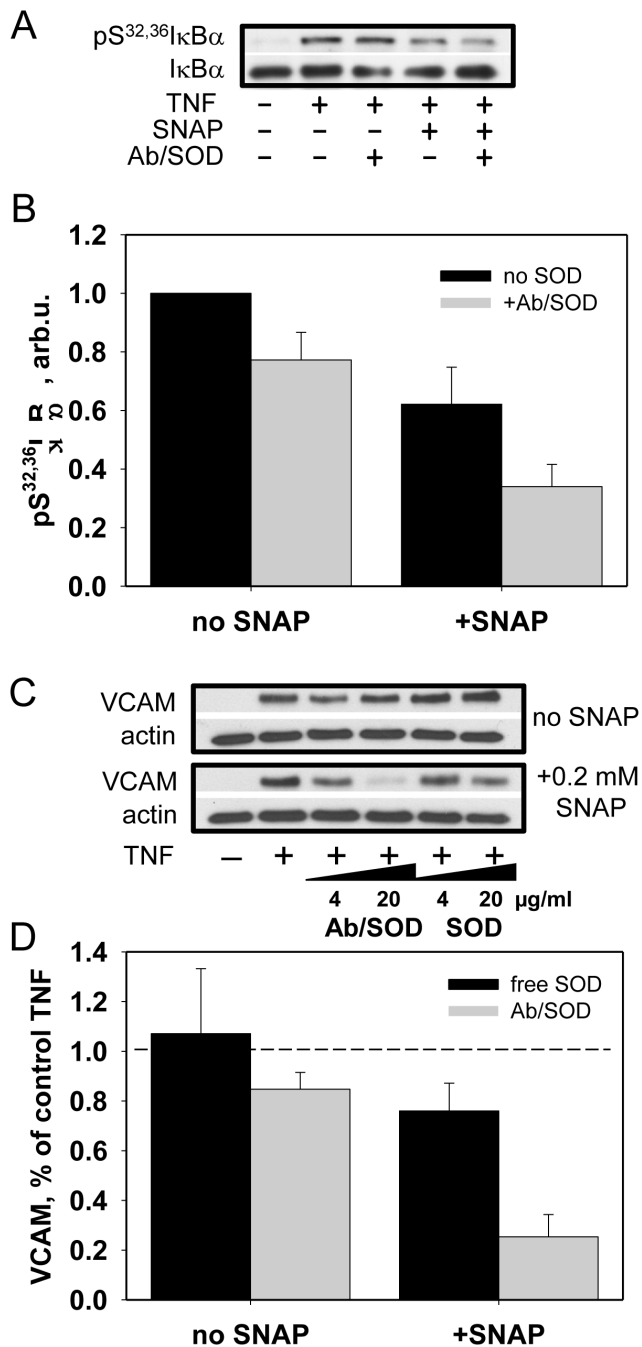 A
pS32,36IκBα
IκBα
TNF – + + + +
SNAP – – – + +
Ab/SOD – – + – +
B
pS32,36IκBα, arb.u.
1.2
1.0
0.8
0.6
0.4
0.2
0.0
no SOD
+Ab/SOD
no SNAP +SNAP
C
VCAM
actin
no SNAP
VCAM
actin
+0.2 mM
SNAP
TNF – + + + + +
4 20 4 20 µg/ml
Ab/SOD SOD
D
VCAM, % of control TNF
1.4
1.2
1.0
0.8
0.6
0.4
0.2
0.0
free SOD
Ab/SOD
no SNAP +SNAP